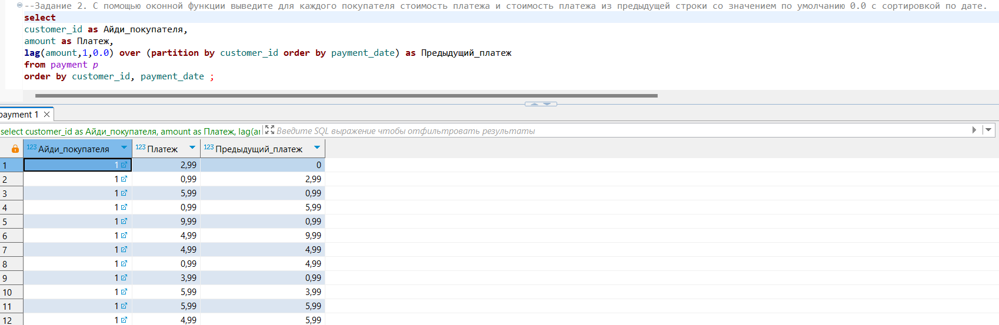 --Задание 2. С помощью оконной функции выведите для каждого покупателя стоимость платежа и стоимость платежа из предыдущей строки со значением по умолчанию 0.0 с сортировкой по дате.
select
customer_id as Айди_покупателя,
amount as Платеж,
lag(amount,1,0.0) over (partition by customer_id order by payment_date) as Предыдущий_платеж
from payment p
order by customer_id, payment_date ;
payment 1
select customer_id as Айди_покупателя, amount as Платеж, lag(a Введите SQL выражение чтобы отфильтровать результаты
123 Айди_покупателя 123 Платеж 123 Предыдущий_платеж
1 1 2,99 0
2 1 0,99 2,99
3 1 5,99 0,99
4 1 0,99 5,99
5 1 9,99 0,99
6 1 4,99 9,99
7 1 4,99 4,99
8 1 0,99 4,99
9 1 3,99 0,99
10 1 5,99 3,99
11 1 5,99 5,99
12 1 4,99 5,99